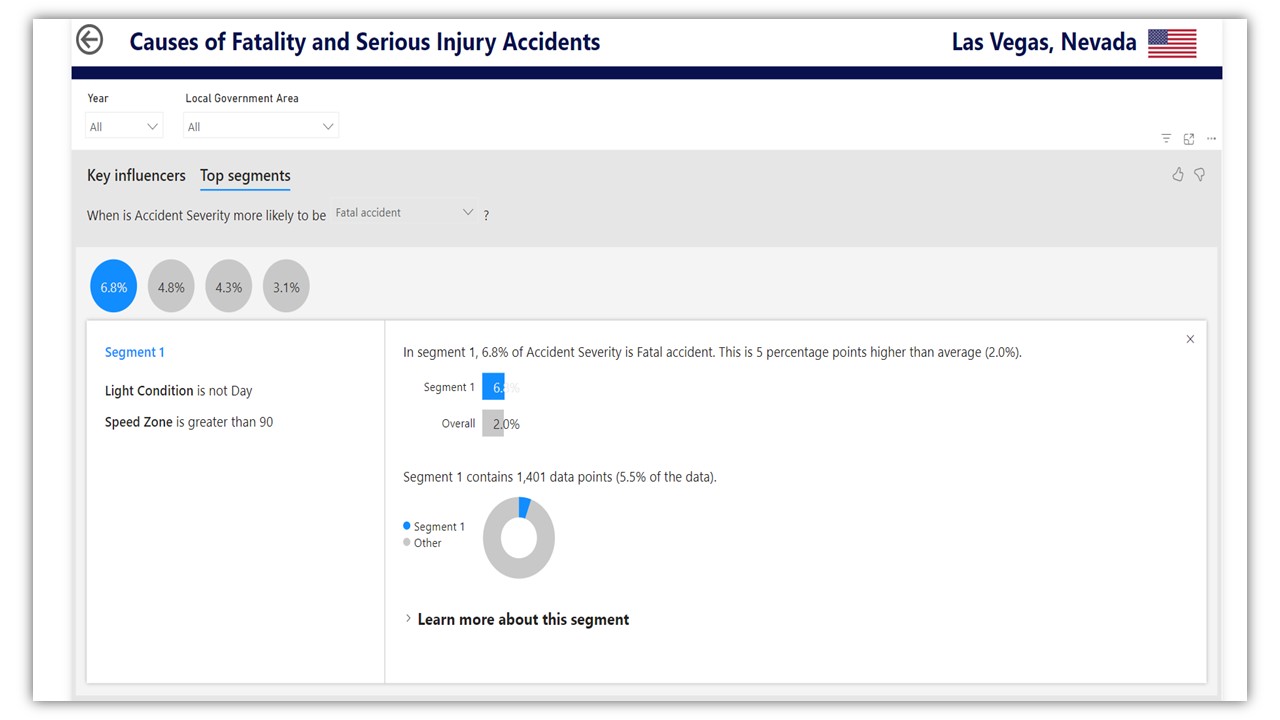 Causes of Fatality and Serious Injury Accidents
Las Vegas, Nevada
Year
Local Government Area
All
All
Key influencers
Top segments
When is Accident Severity more likely to be Fatal accident ?
6.8%
4.8%
4.3%
3.1%
Segment 1
Light Condition is not Day
Speed Zone is greater than 90
In segment 1, 6.8% of Accident Severity is Fatal accident. This is 5 percentage points higher than average (2.0%).
Segment 1 6.8%
Overall 2.0%
Segment 1 contains 1,401 data points (5.5% of the data).
Segment 1
Other
Learn more about this segment